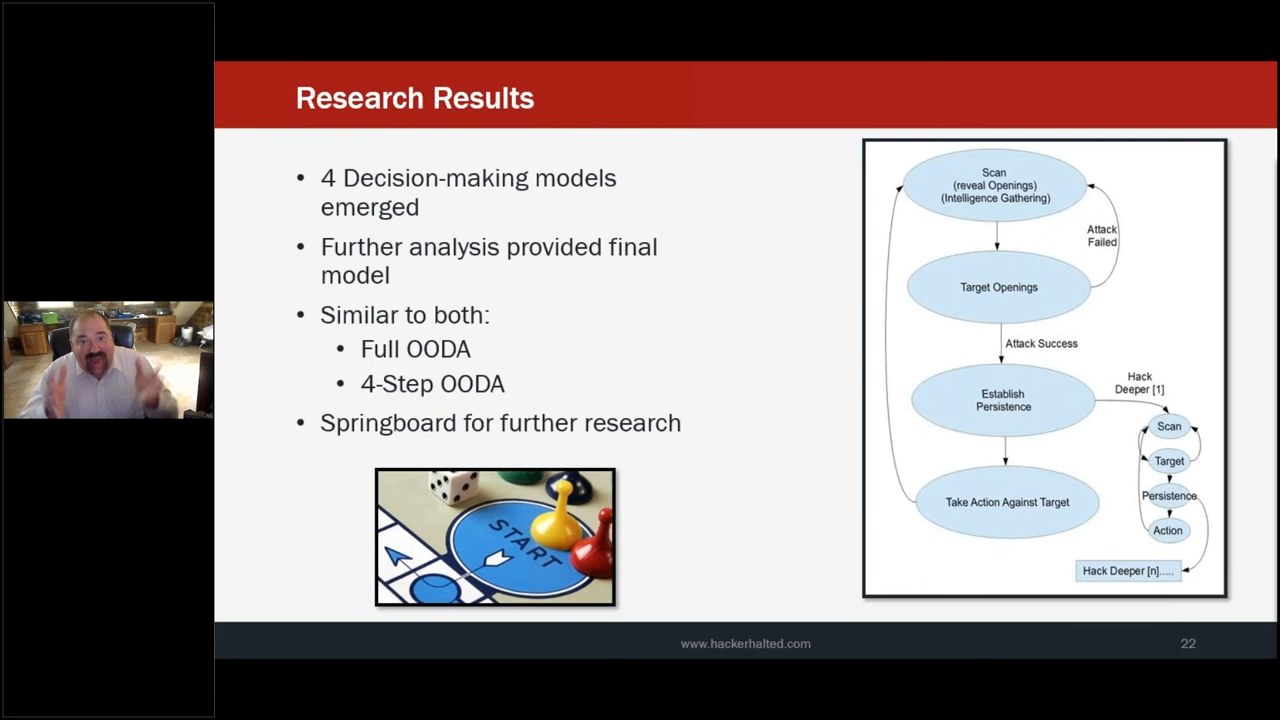 Research Results
• 4 Decision-making models
emerged
• Further analysis provided final
model
• Similar to both:
• Full OODA
• 4-Step OODA
• Springboard for further research
START
Scan
(reveal Openings)
(Intelligence Gathering)
Attack
Failed
Target Openings
Attack Success
Establish
Persistence
Hack
Deeper [1]
Scan
Target
Persistence
Action
Take Action Against Target
Hack Deeper [n].....
www.hackerhalted.com
22